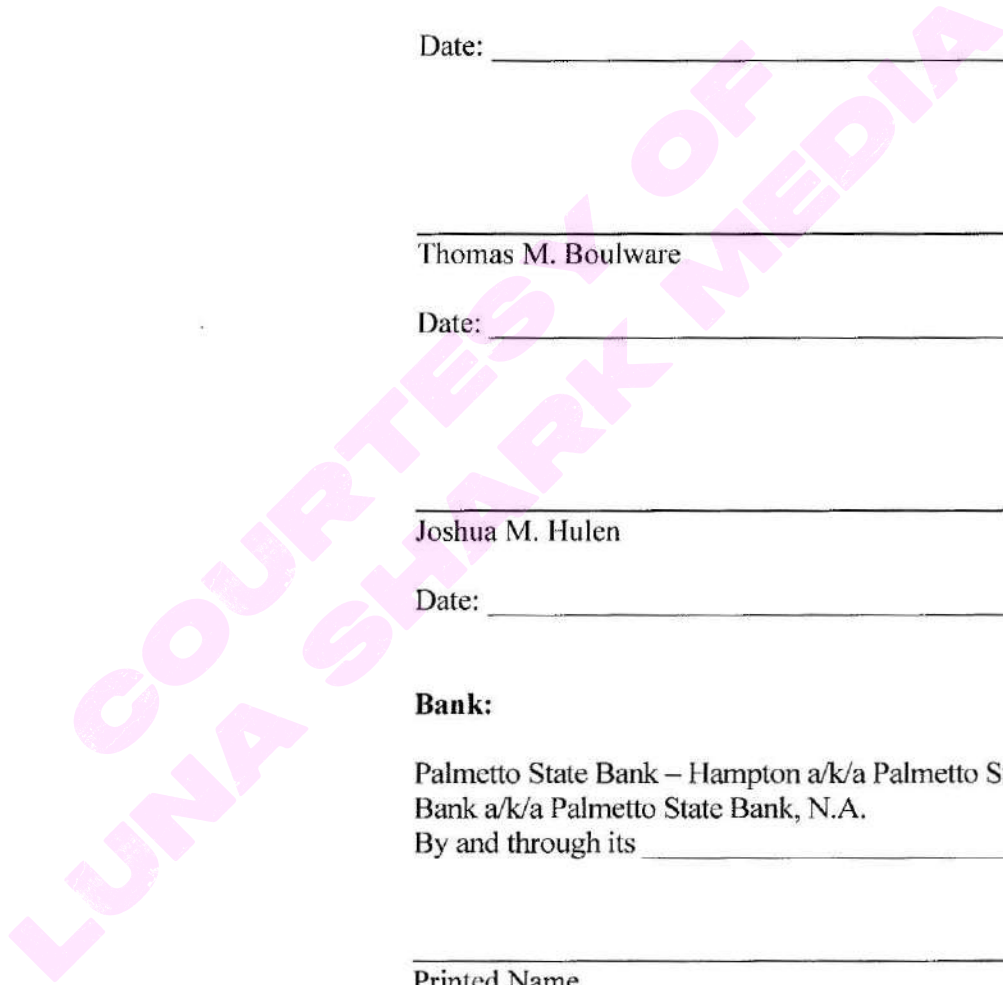 Date:
Thomas M. Boulware
Date:
Joshua M. Hulen
Date:
Bank:
Palmetto State Bank – Hampton a/k/a Palmetto S
Bank a/k/a Palmetto State Bank, N.A.
By and through its
Printed Name
COURTESY OF
LUNA SHARK MEDIA